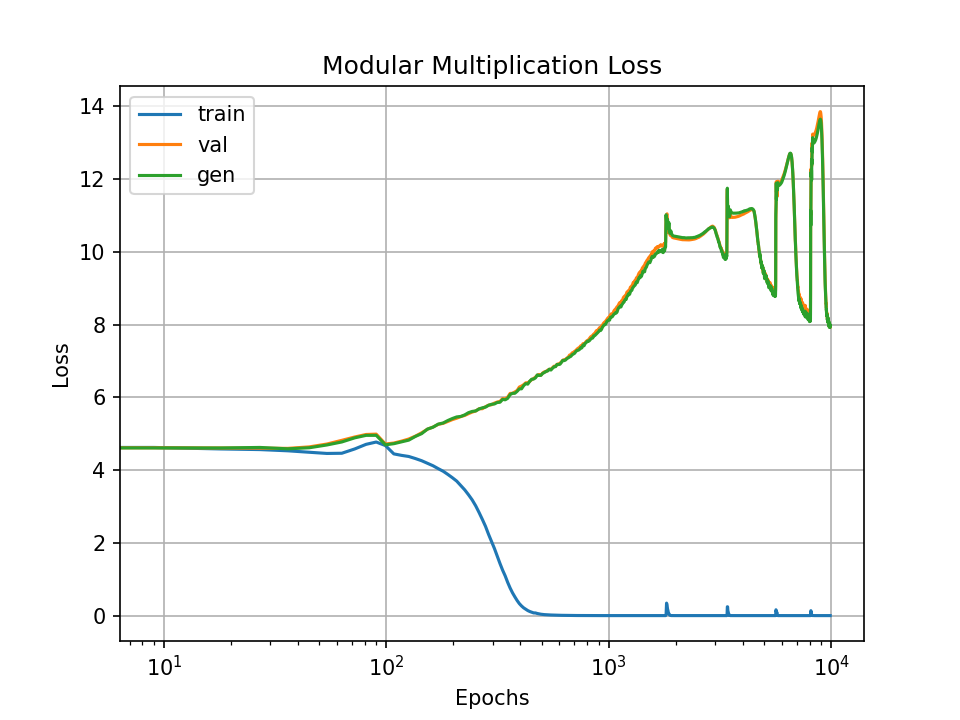 Modular Multiplication Loss
train
val
gen
14
12
10
8
6
4
2
0
Loss
10¹
10²
10³
10⁴
Epochs